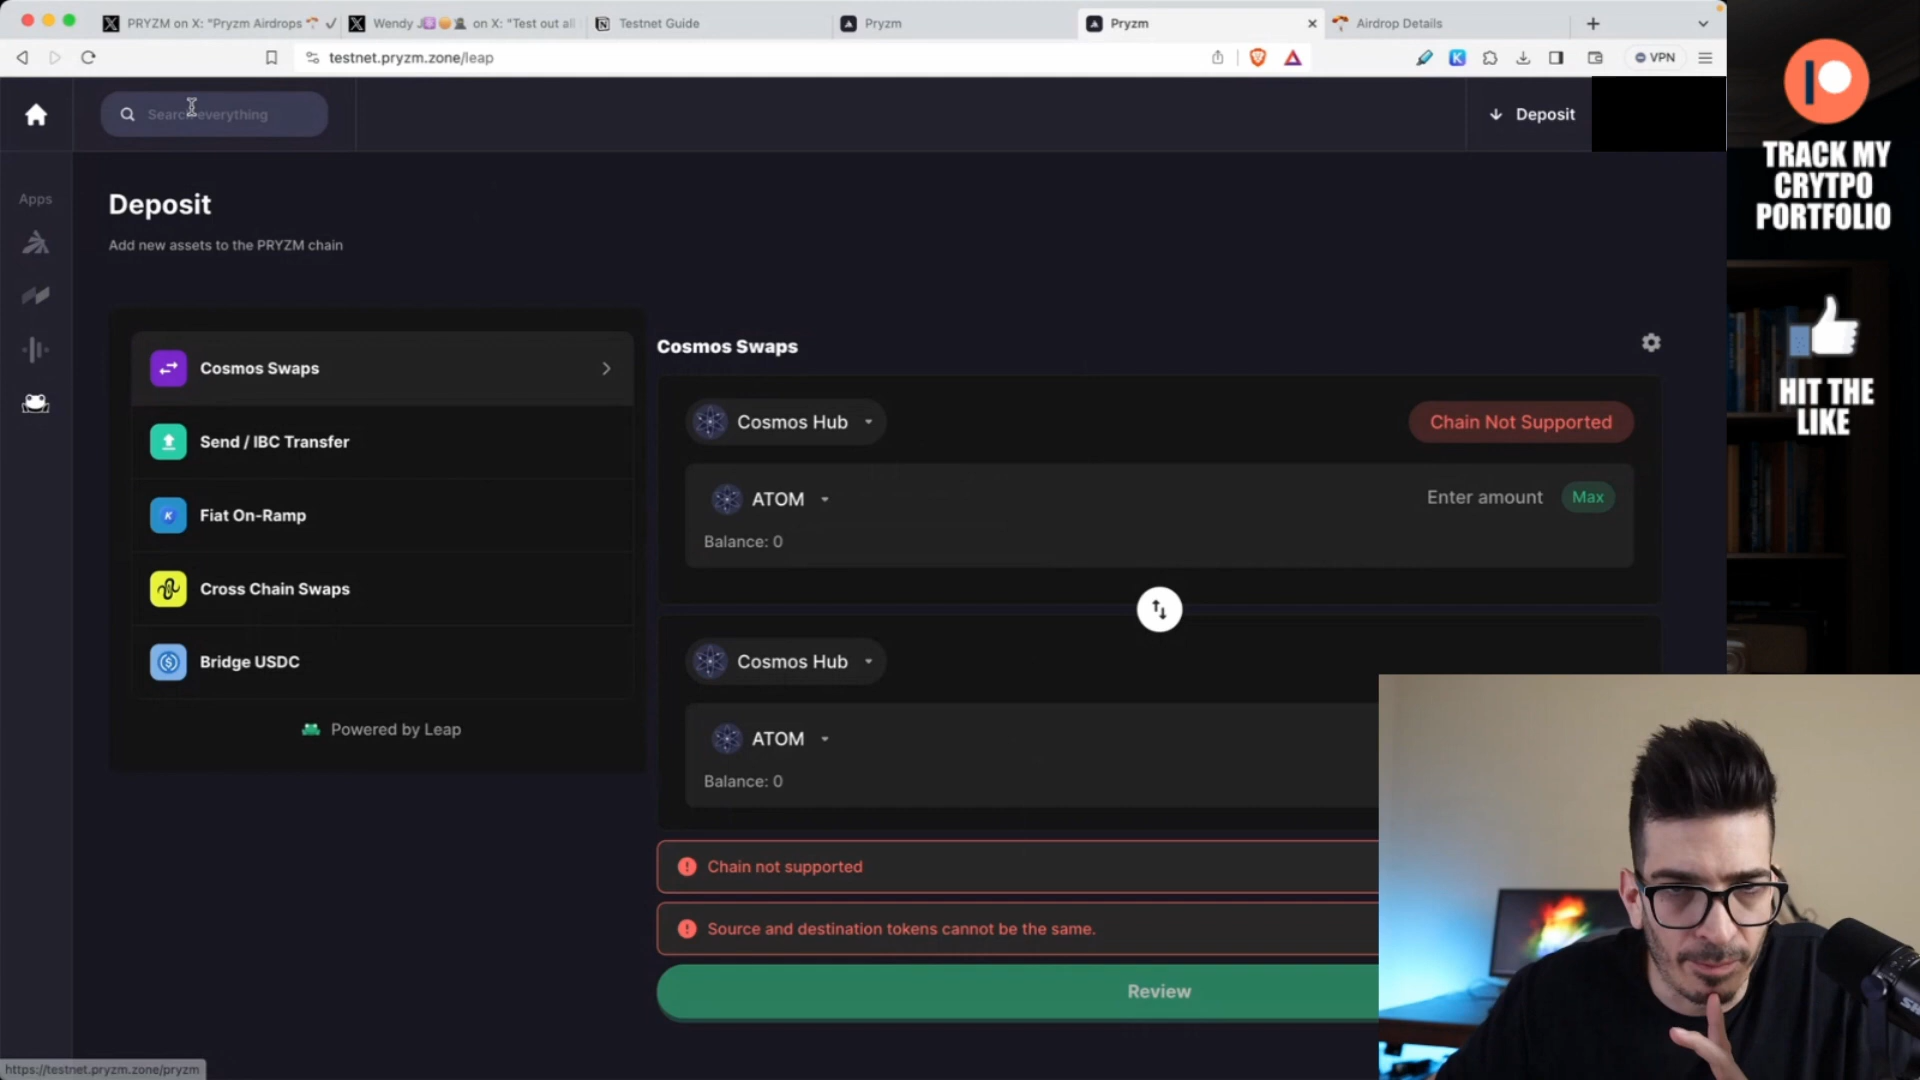 PRYZM on X: "Pryzm Airdrops
Wendy J on X: "Test out all
Testnet Guide
Pryzm
Pryzm
Airdrop Details
testnet.pryzm.zone/leap
VPN
Search everything
Deposit
Apps
Deposit
Add new assets to the PRYZM chain
Cosmos Swaps
Send / IBC Transfer
Fiat On-Ramp
Cross Chain Swaps
Bridge USDC
Powered by Leap
Cosmos Swaps
Cosmos Hub
Chain Not Supported
ATOM
Enter amount
Max
Balance: 0
Cosmos Hub
ATOM
Balance: 0
Chain not supported
Source and destination tokens cannot be the same.
Review
https://testnet.pryzm.zone/pryzm
TRACK MY
CRYTPO
PORTFOLIO
HIT THE
LIKE